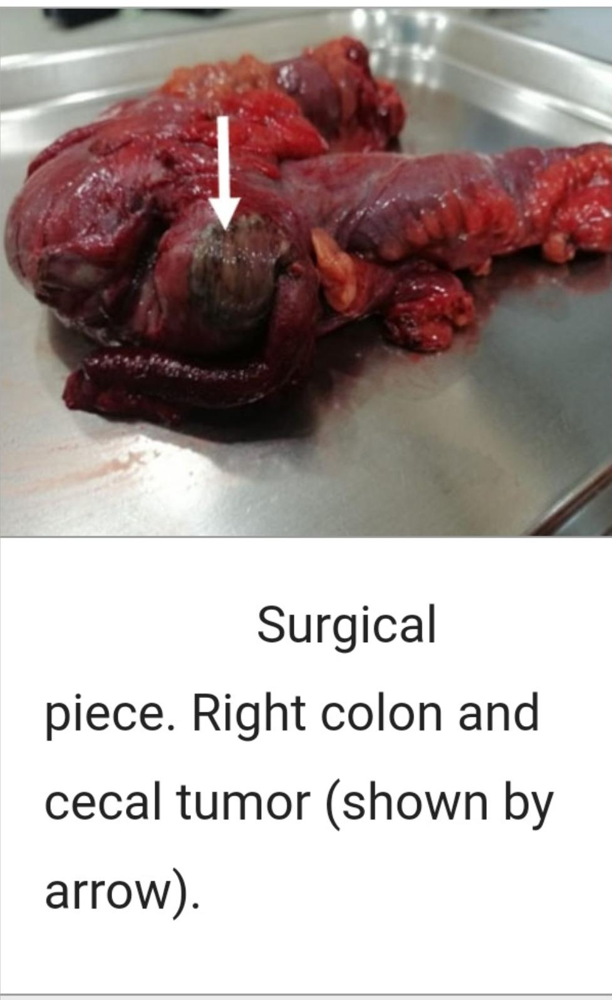 Surgical
piece. Right colon and
cecal tumor (shown by
arrow).